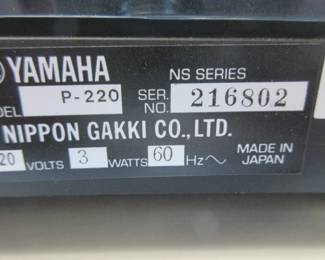 YAMAHA NS SERIES
P-220 SER. NO. 216802
NIPPON GAKKI CO., LTD.
20 VOLTS 3 WATTS 60 Hz∿ MADE IN JAPAN